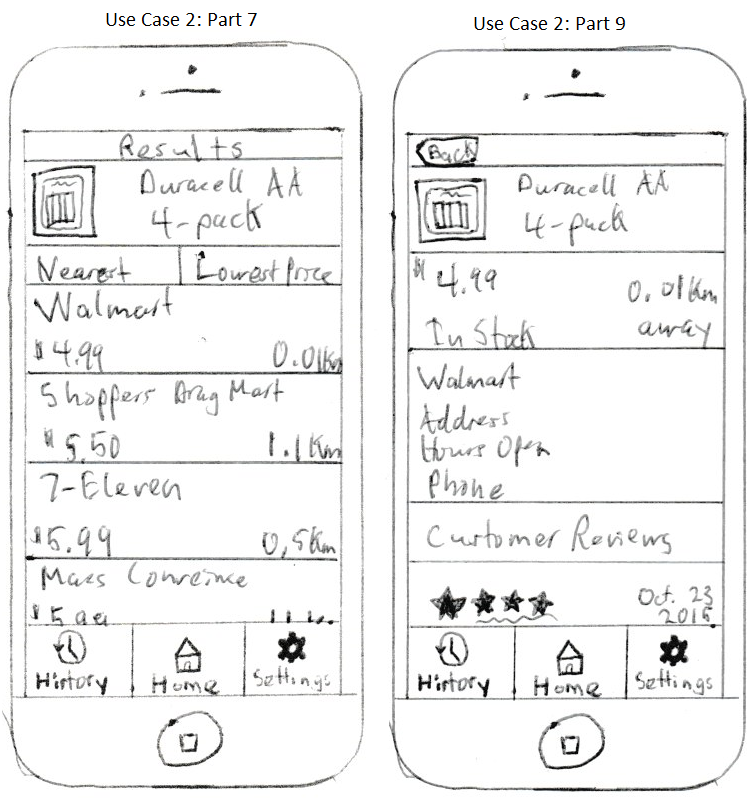 Use Case 2: Part 7
Results
Duracell AA
4-pack
Nearest
Lowest Price
Walmart
$4.99
0.01Km
Shoppers Drug Mart
$5.50
1.1Km
7-Eleven
$5.99
0.5Km
Macs
History
Home
Settings
Use Case 2: Part 9
Back
Duracell AA
4-pack
$4.99
0.01Km
In Stock
away
Walmart
Address
Hours Open
Phone
Customer Reviews
Oct. 23
2015
History
Home
Settings